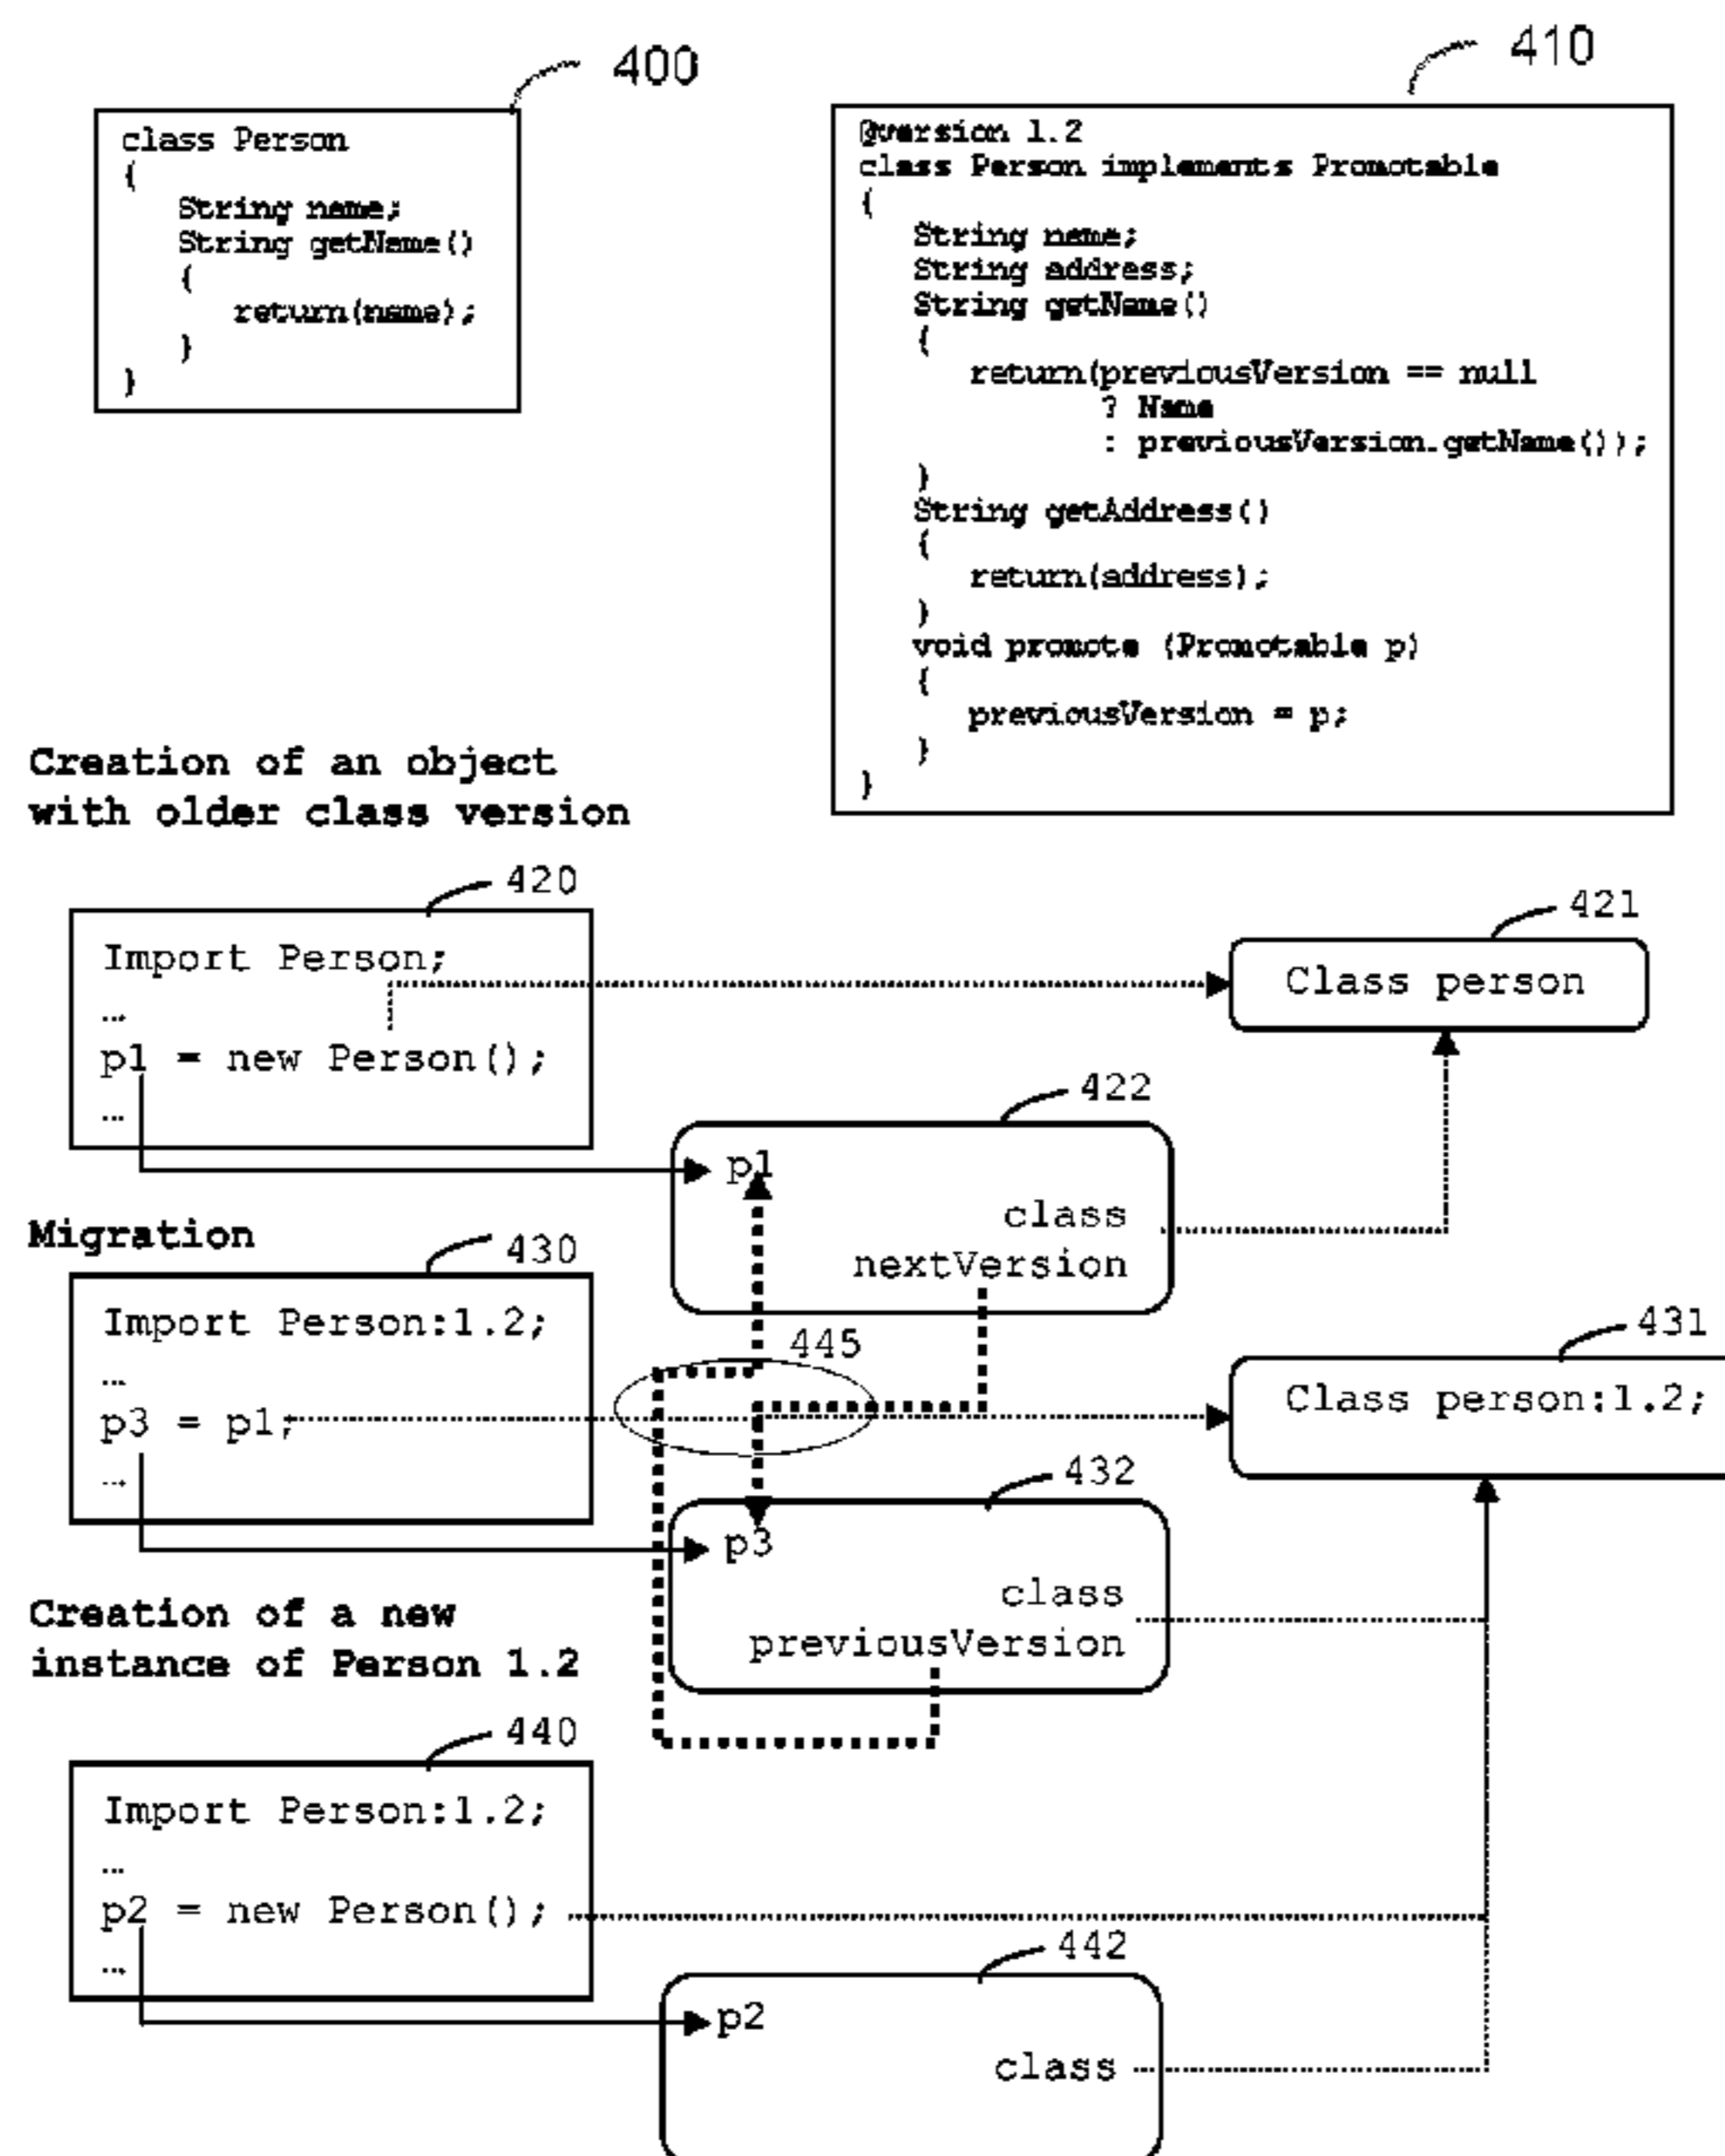 400
class Person
{
String name;
String getName()
{
return(name);
}
}
410
@version 1.2
class Person implements Promotable
{
String name;
String address;
String getName()
{
return(previousVersion == null
? Name
: previousVersion.getName());
}
String getAddress()
{
return(address);
}
void promote (Promotable p)
{
previousVersion = p;
}
}
Creation of an object
with older class version
420
Import Person;
…
p1 = new Person();
…
421
Class person
422
p1
class
nextVersion
Migration
430
Import Person:1.2;
…
p3 = p1;
…
445
431
Class person:1.2;
432
p3
class
previousVersion
Creation of a new
instance of Person 1.2
440
Import Person:1.2;
…
p2 = new Person();
…
442
p2
class